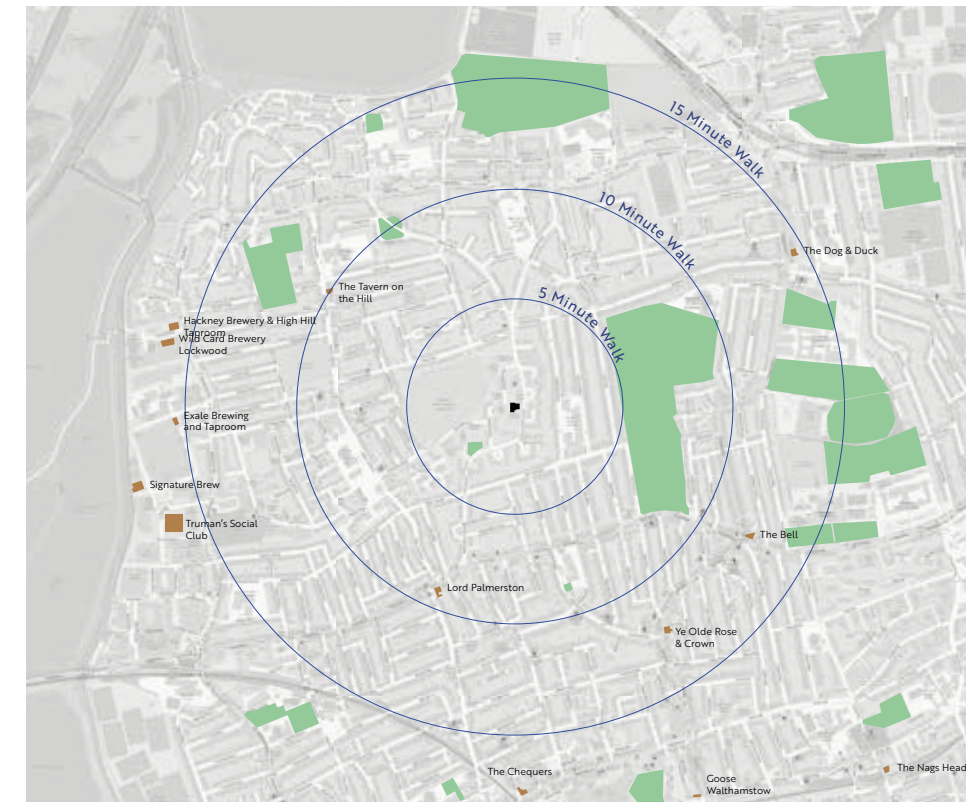 15 Minute Walk
10 Minute Walk
5 Minute Walk
The Dog & Duck
The Tavern on
the Hill
Hackney Brewery & High Hill
Taproom
Wild Card Brewery
Lockwood
Exale Brewing
and Taproom
Signature Brew
Truman's Social
Club
The Bell
Lord Palmerston
Ye Olde Rose
& Crown
The Chequers
Goose
Walthamstow
The Nags Head